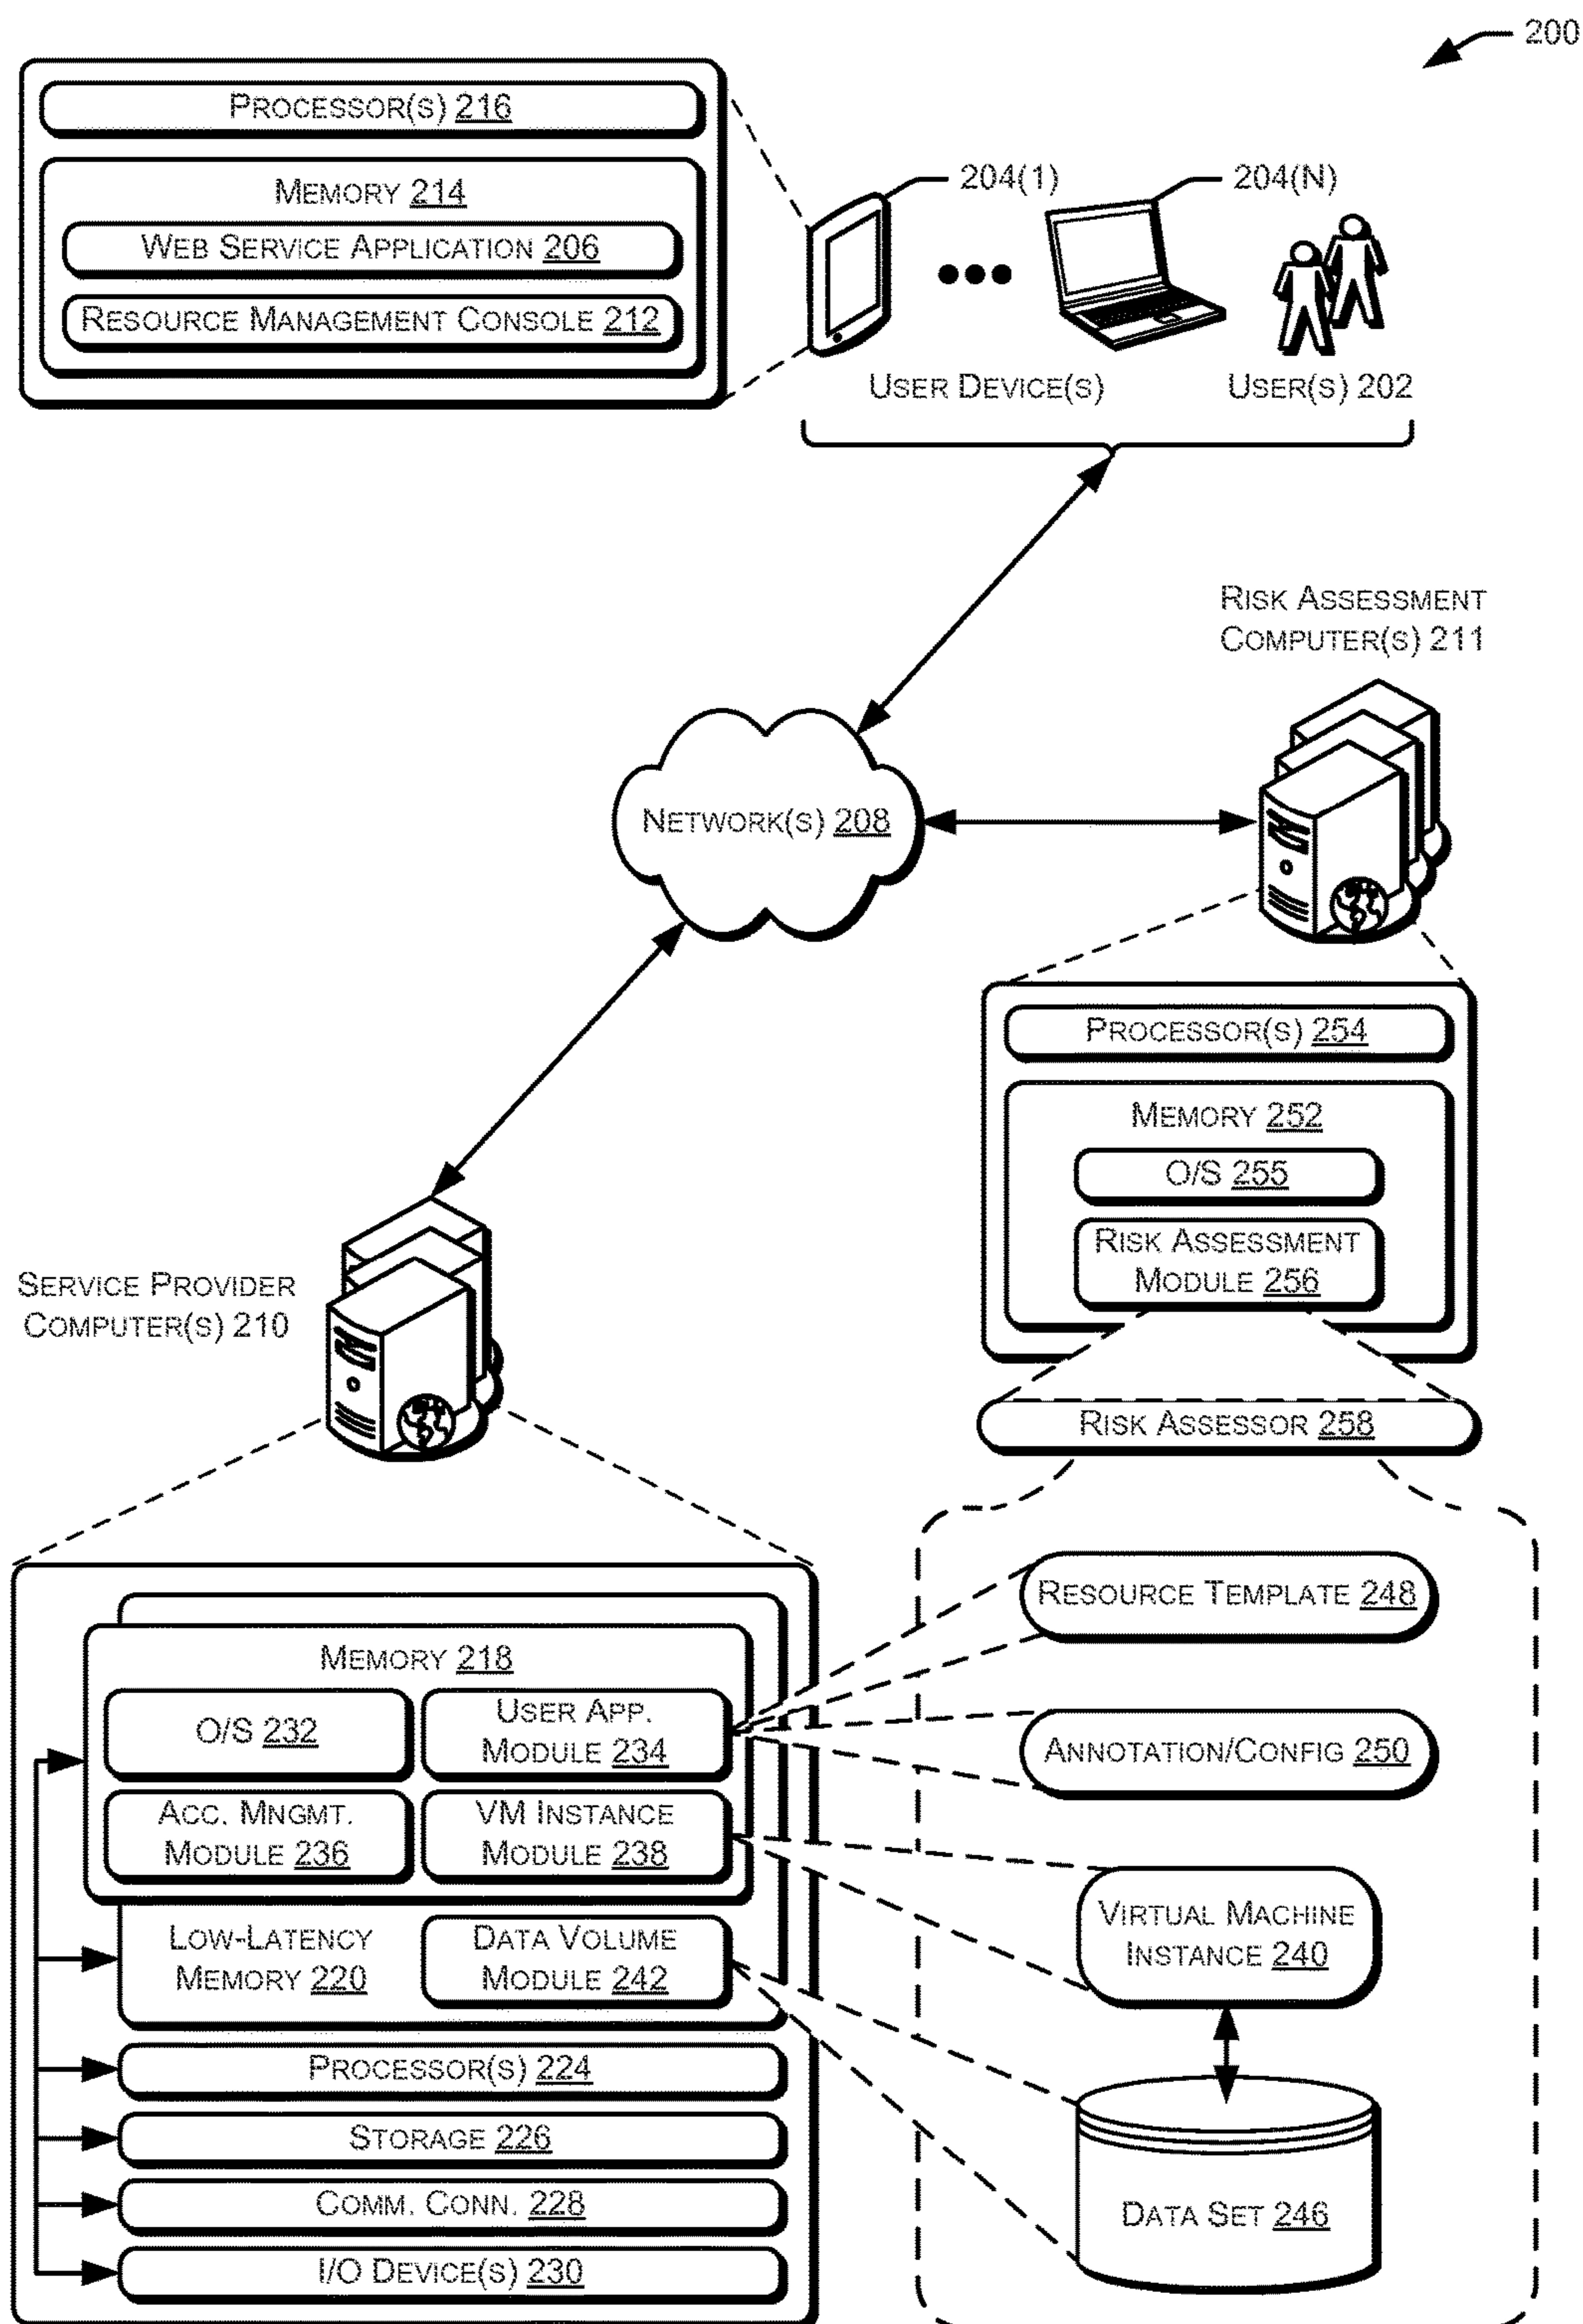 200
PROCESSOR(S) 216
MEMORY 214
WEB SERVICE APPLICATION 206
RESOURCE MANAGEMENT CONSOLE 212
204(1)
204(N)
USER DEVICE(S)
USER(S) 202
RISK ASSESSMENT
COMPUTER(S) 211
NETWORK(S) 208
PROCESSOR(S) 254
MEMORY 252
O/S 255
RISK ASSESSMENT
MODULE 256
RISK ASSESSOR 258
SERVICE PROVIDER
COMPUTER(S) 210
MEMORY 218
O/S 232
USER APP.
MODULE 234
ACC. MNGMT.
MODULE 236
VM INSTANCE
MODULE 238
LOW-LATENCY
MEMORY 220
DATA VOLUME
MODULE 242
PROCESSOR(S) 224
STORAGE 226
COMM. CONN. 228
I/O DEVICE(S) 230
RESOURCE TEMPLATE 248
ANNOTATION/CONFIG 250
VIRTUAL MACHINE
INSTANCE 240
DATA SET 246